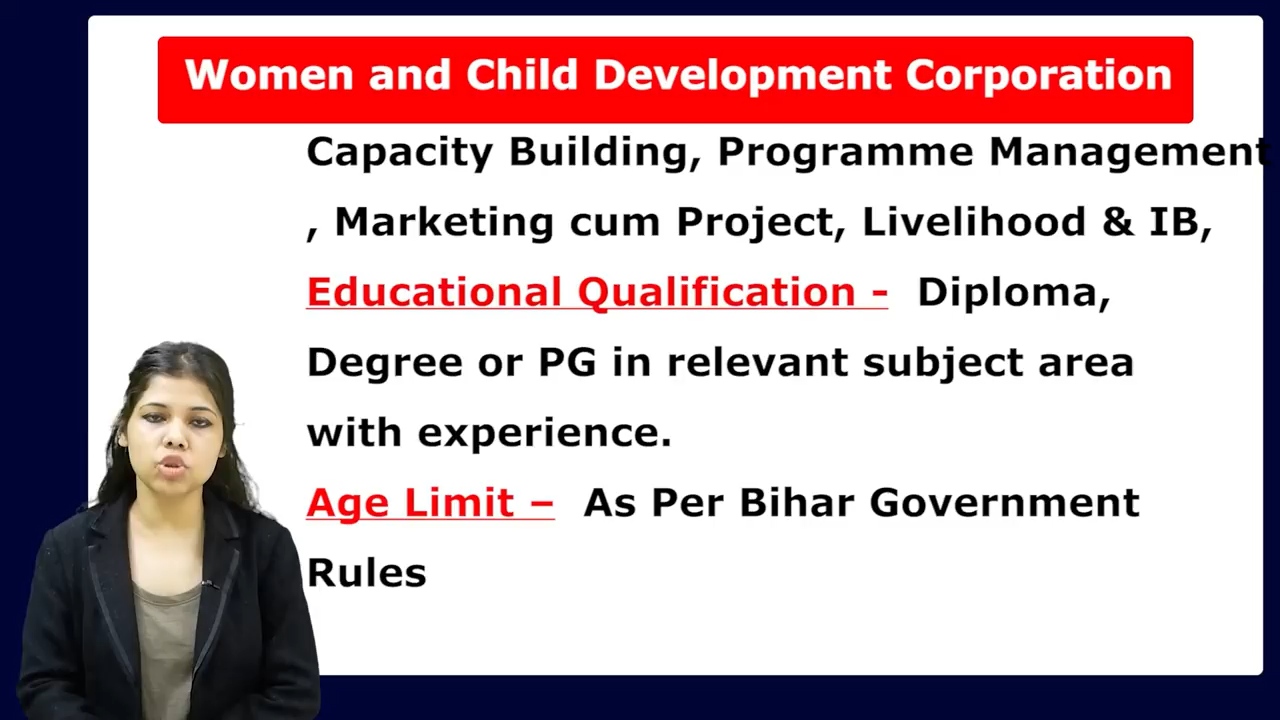 Women and Child Development Corporation
Capacity Building, Programme Management
, Marketing cum Project, Livelihood & IB,
Educational Qualification - Diploma,
Degree or PG in relevant subject area
with experience.
Age Limit – As Per Bihar Government
Rules